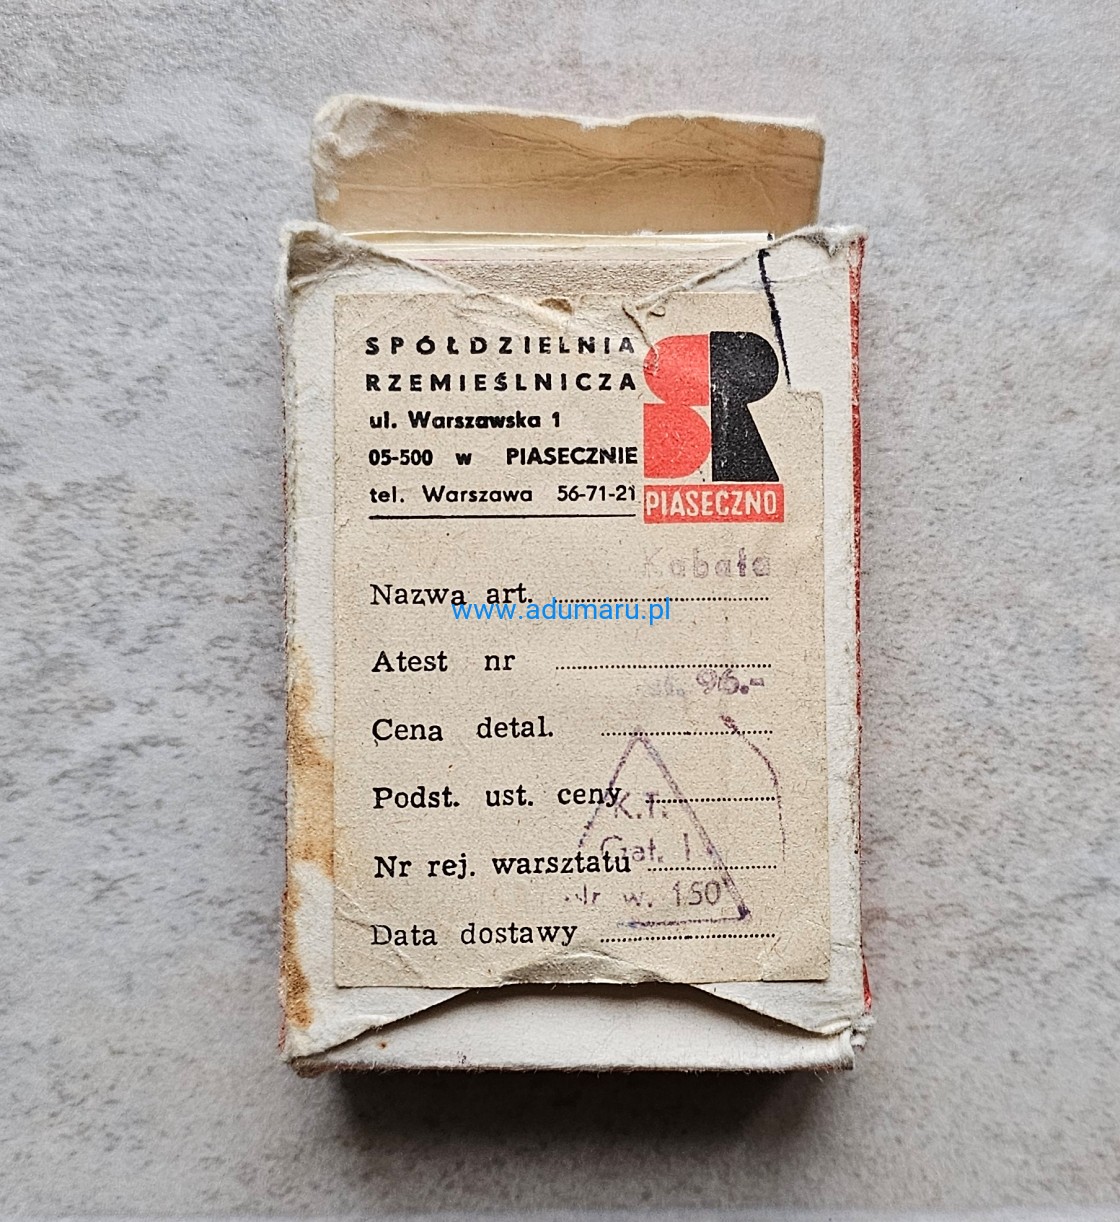 SPÓŁDZIELNIA
RZEMIEŚLNICZA
ul. Warszawska 1
05-500 w PIASECZNIE
tel. Warszawa 56-71-21
SR
PIASECZNO
Kabała
Nazwa art.
www.adumaru.pl
Atest nr
96.-
Cena detal.
Podst. ust. ceny
K.T.
Gat. I
Nr rej. warsztatu
Nr w. 150
Data dostawy